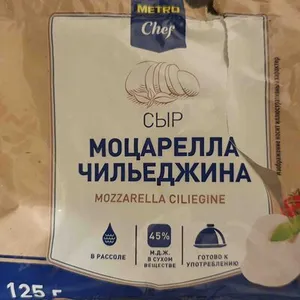 METRO
Chef
СЫР
МОЦАРЕЛЛА
ЧИЛЬЕДЖИНА
MOZZARELLA CILIEGINE
В РАССОЛЕ
45%
М.Д.Ж.
В СУХОМ
ВЕЩЕСТВЕ
ГОТОВО К
УПОТРЕБЛЕНИЮ
125 г